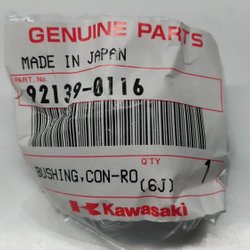 GENUINE PARTS
MADE IN JAPAN
PART No.
92139-0116
Q'TY
BUSHING,CON-RO
(6J)
1
Kawasaki